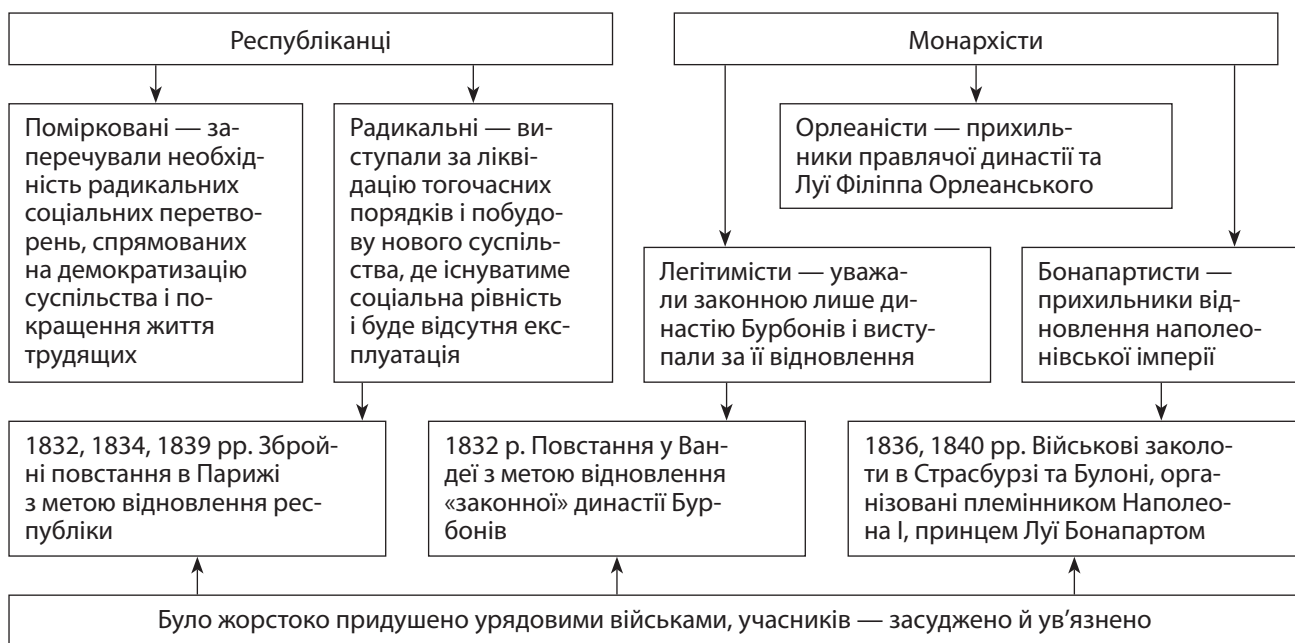 Республіканці
Монархісти
Помірковані — за-
перечували необхід-
ність радикальних
соціальних перетво-
рень, спрямованих
на демократизацію
суспільства і по-
кращення життя
трудящих
Радикальні — ви-
ступали за лікві-
дацію тогочасних
порядків і побудо-
ву нового суспіль-
ства, де існуватиме
соціальна рівність
і буде відсутня екс-
плуатація
Орлеаністи — прихиль-
ники правлячої династії та
Луї Філіппа Орлеанського
Легітимісти — уважа-
ли законною лише ди-
настію Бурбонів і висту-
пали за її відновлення
Бонапартисти —
прихильники від-
новлення наполео-
нівської імперії
1832, 1834, 1839 рр. Зброй-
ні повстання в Парижі
з метою відновлення рес-
публіки
1832 р. Повстання у Ван-
деї з метою відновлення
«законної» династії Бур-
бонів
1836, 1840 рр. Військові заколо-
ти в Страсбурзі та Булоні, орга-
нізовані племінником Наполео-
на І, принцем Луї Бонапартом
Було жорстоко придушено урядовими військами, учасників — засуджено й ув’язнено